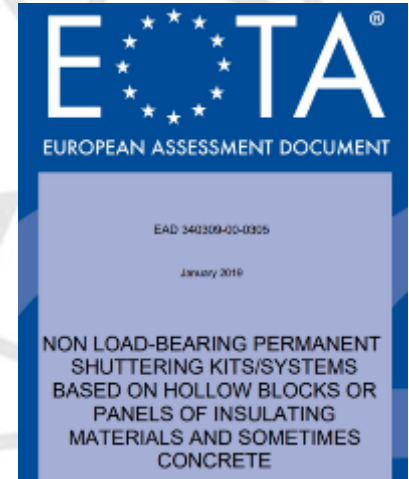 EOTA®
EUROPEAN ASSESSMENT DOCUMENT
EAD 340309-00-0305
January 2019
NON LOAD-BEARING PERMANENT
SHUTTERING KITS/SYSTEMS
BASED ON HOLLOW BLOCKS OR
PANELS OF INSULATING
MATERIALS AND SOMETIMES
CONCRETE